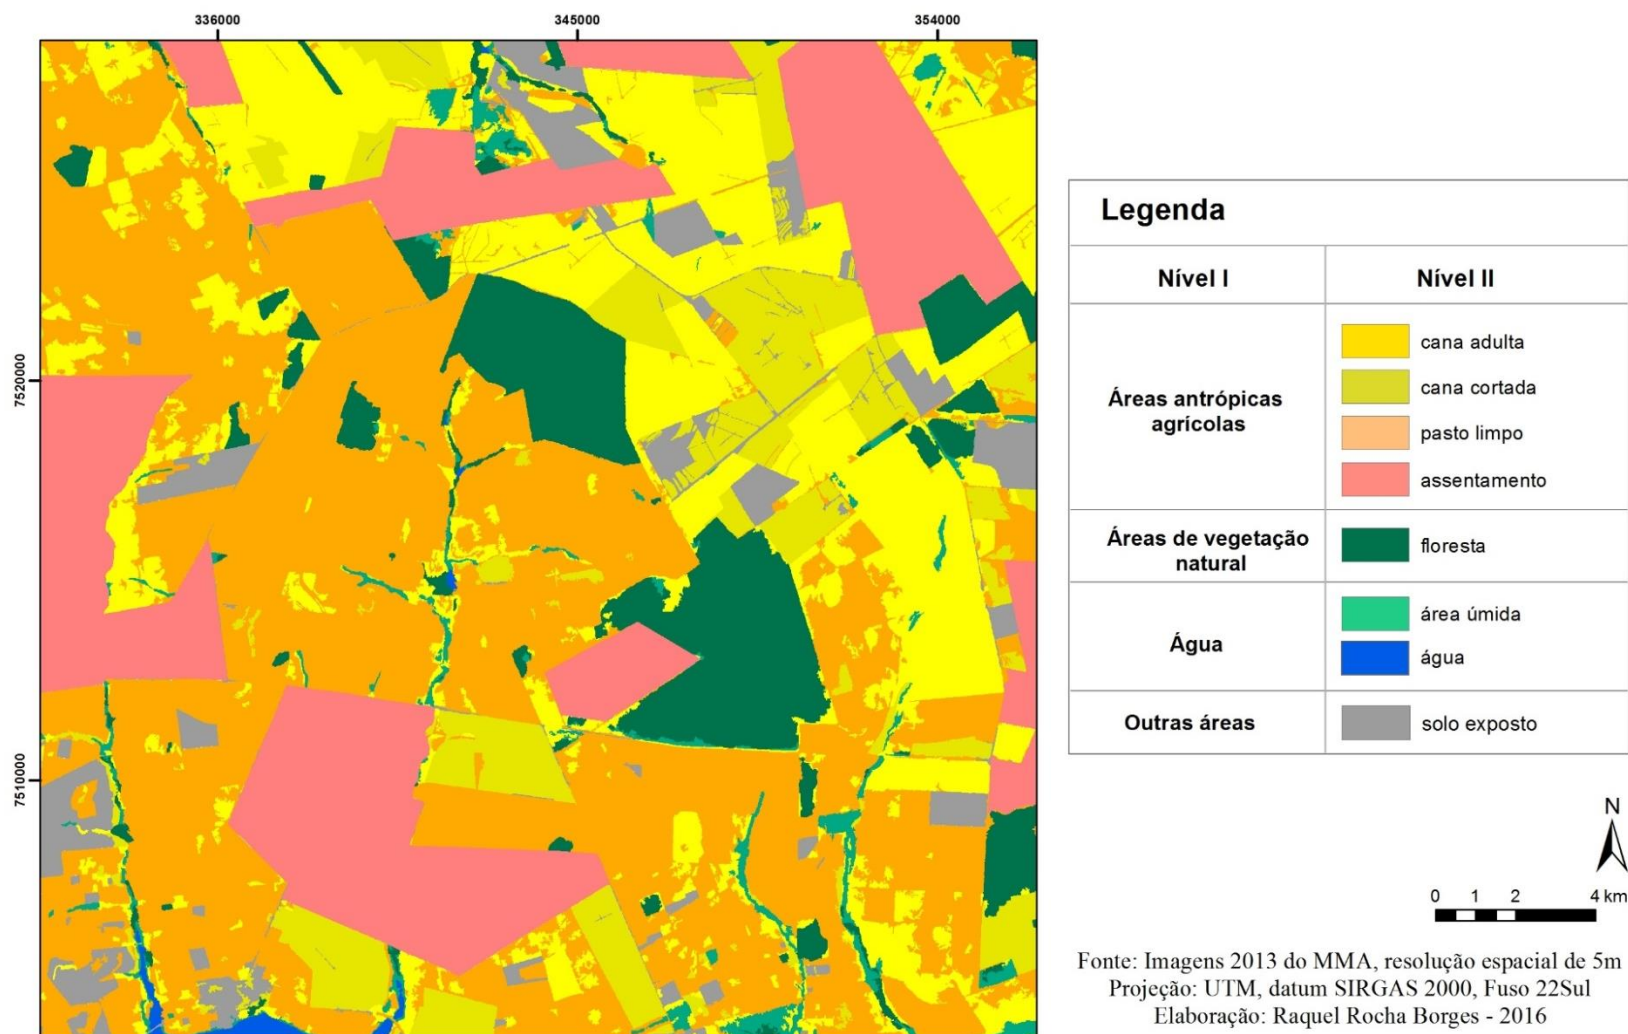 336000
345000
354000
7520000
7510000
Legenda
Nível I
Nível II
Áreas antrópicas
agrícolas
cana adulta
cana cortada
pasto limpo
assentamento
Áreas de vegetação
natural
floresta
Água
área úmida
água
Outras áreas
solo exposto
N
0 1 2 4 km
Fonte: Imagens 2013 do MMA, resolução espacial de 5m
Projeção: UTM, datum SIRGAS 2000, Fuso 22Sul
Elaboração: Raquel Rocha Borges - 2016